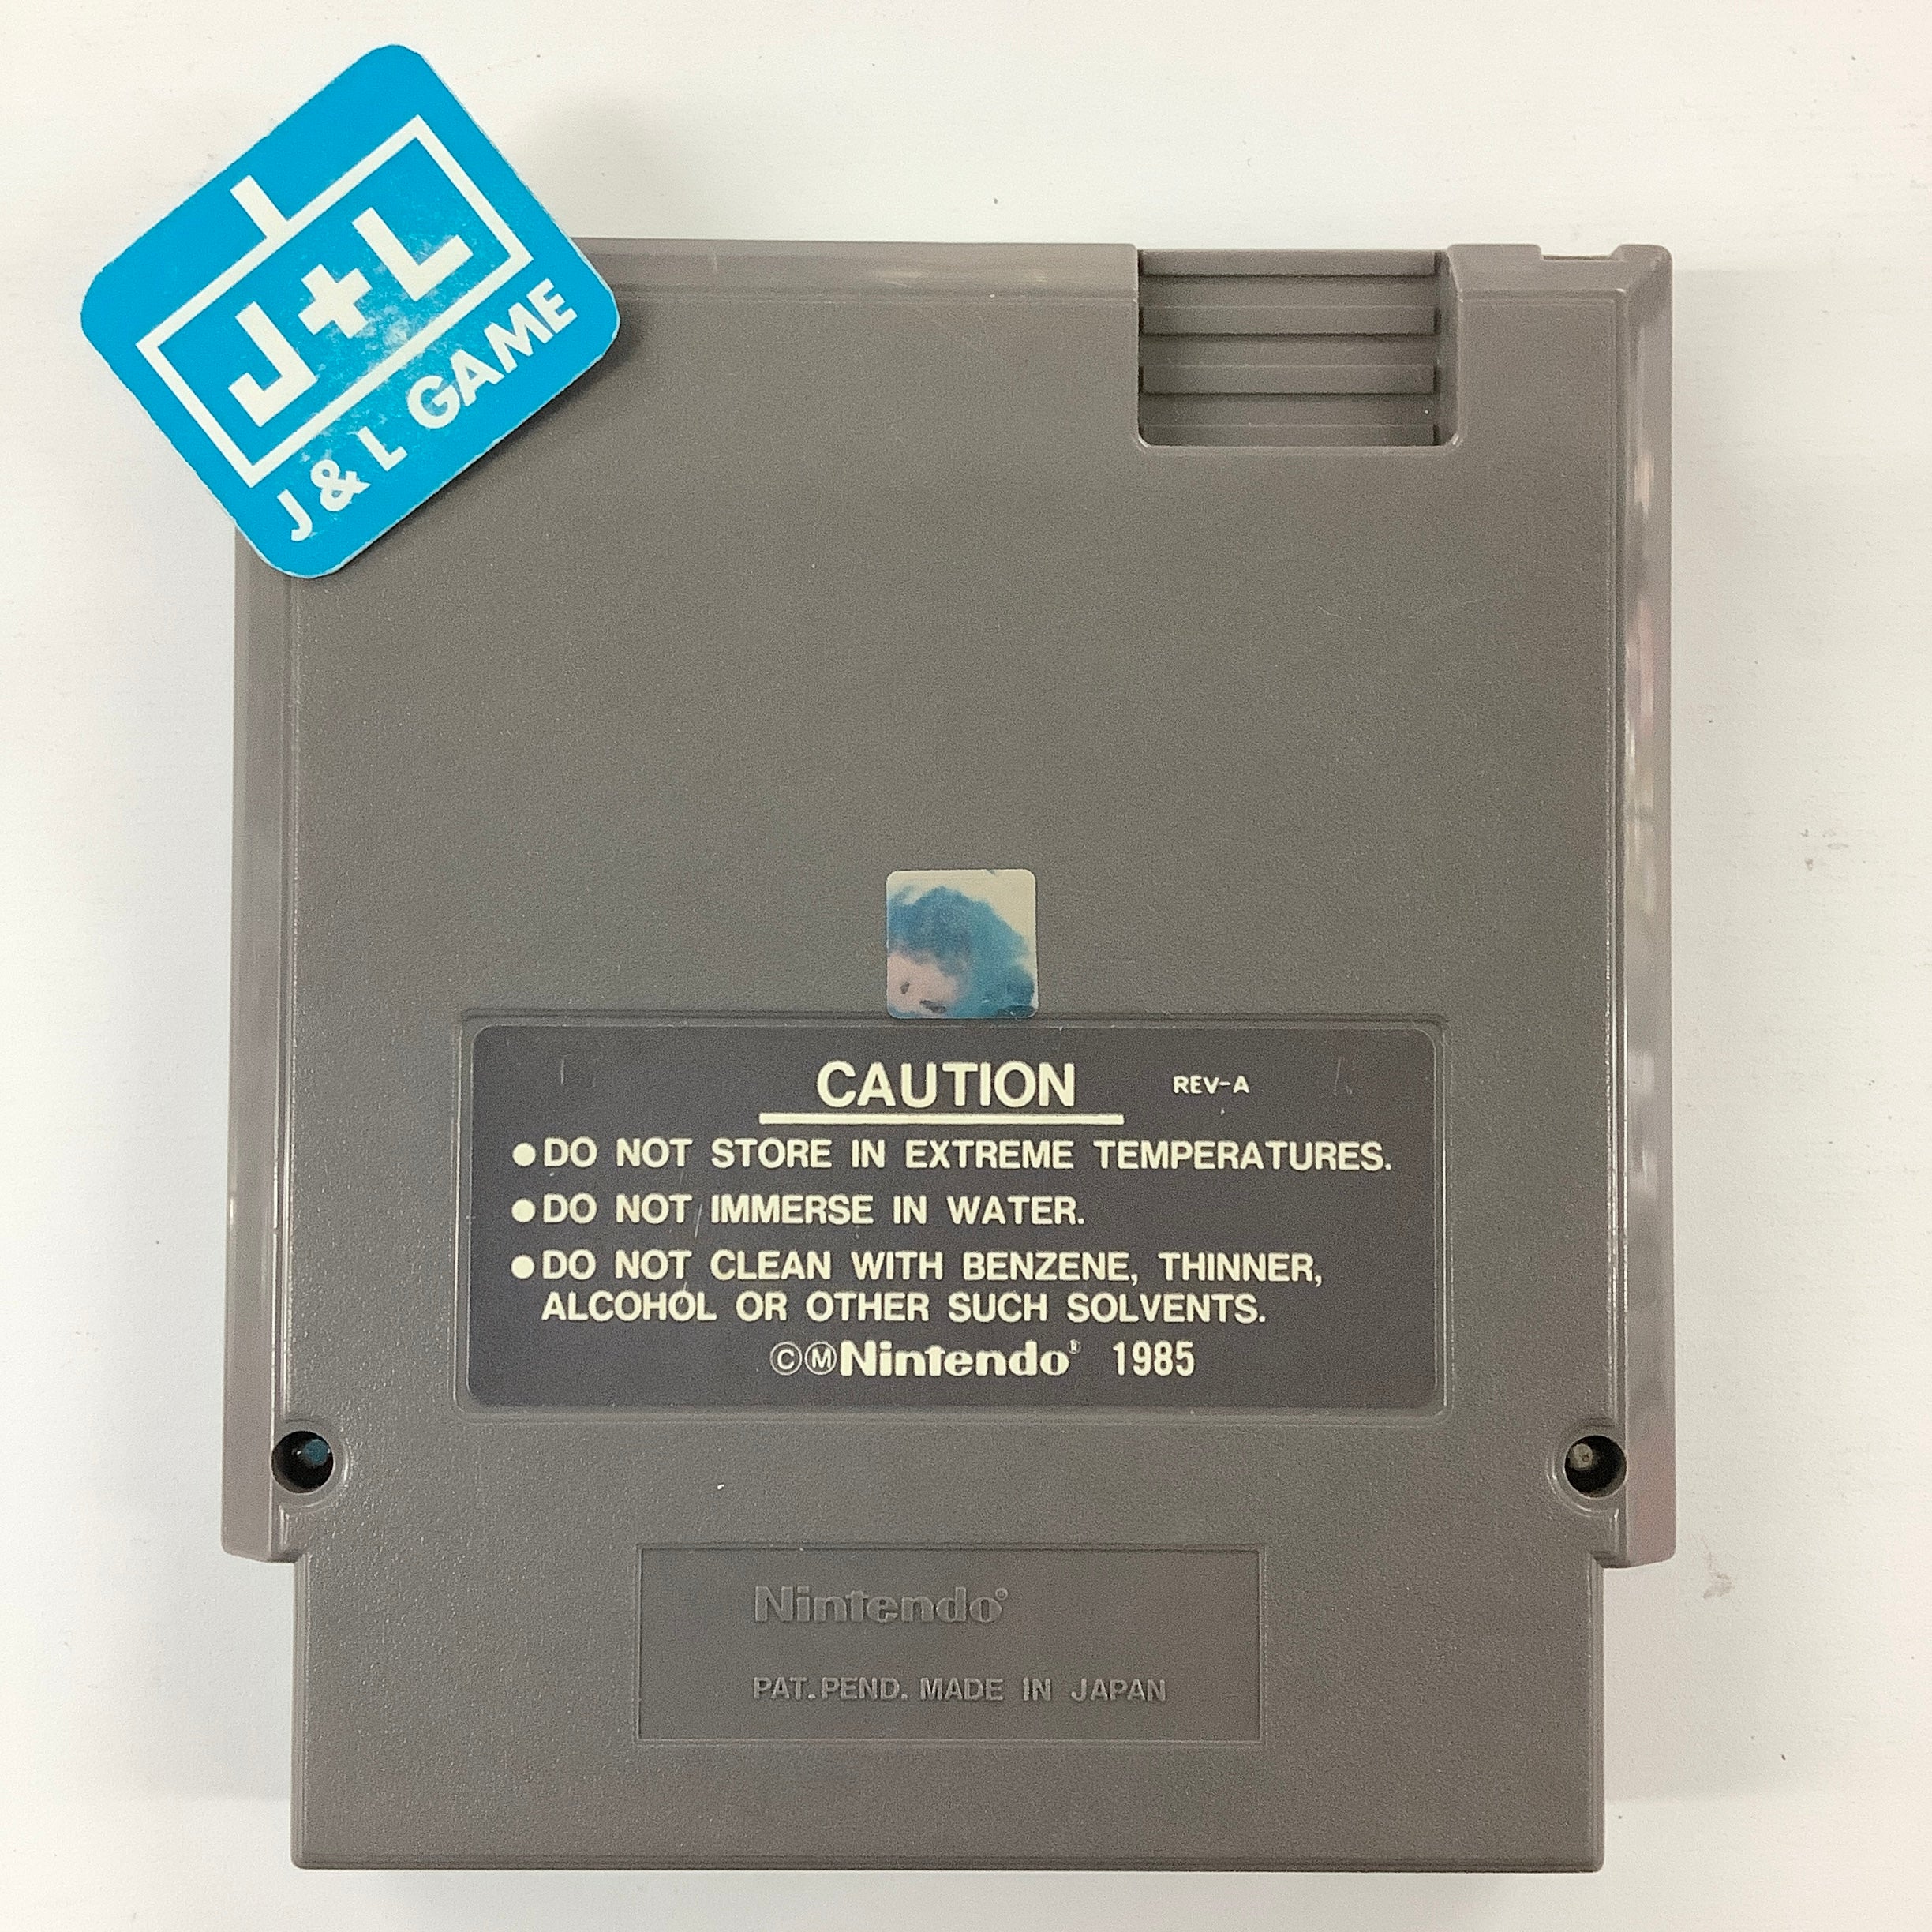 J+L
J & L GAME
CAUTION REV-A
●DO NOT STORE IN EXTREME TEMPERATURES.
●DO NOT IMMERSE IN WATER.
●DO NOT CLEAN WITH BENZENE, THINNER,
ALCOHOL OR OTHER SUCH SOLVENTS.
ⒸⓂNintendo® 1985
Nintendo®
PAT. PEND. MADE IN JAPAN